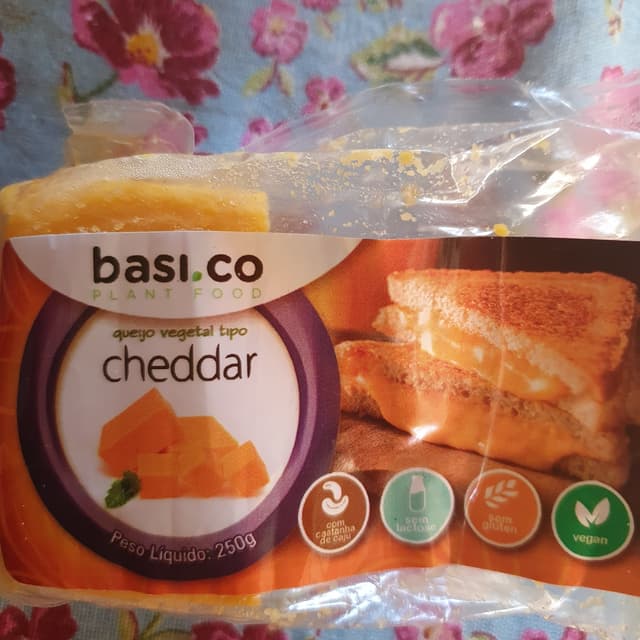 basi.co
PLANT FOOD
queijo vegetal tipo
cheddar
Peso Líquido: 250g
com
castanha
de caju
sem
lactose
sem
glúten
vegan